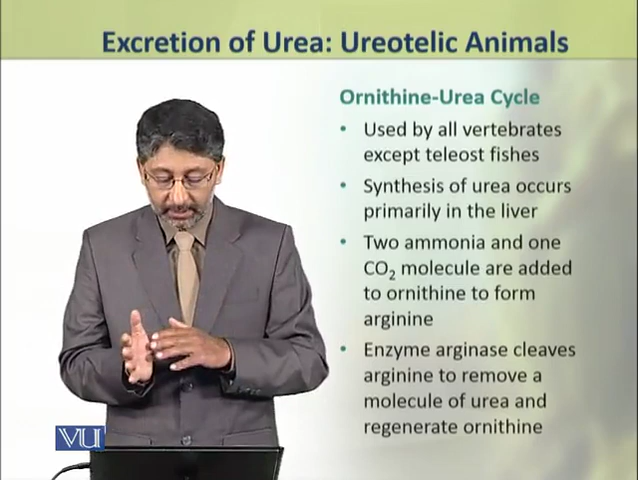 Excretion of Urea: Ureotelic Animals
Ornithine-Urea Cycle
• Used by all vertebrates
except teleost fishes
• Synthesis of urea occurs
primarily in the liver
• Two ammonia and one
CO₂ molecule are added
to ornithine to form
arginine
• Enzyme arginase cleaves
arginine to remove a
molecule of urea and
regenerate ornithine
VU